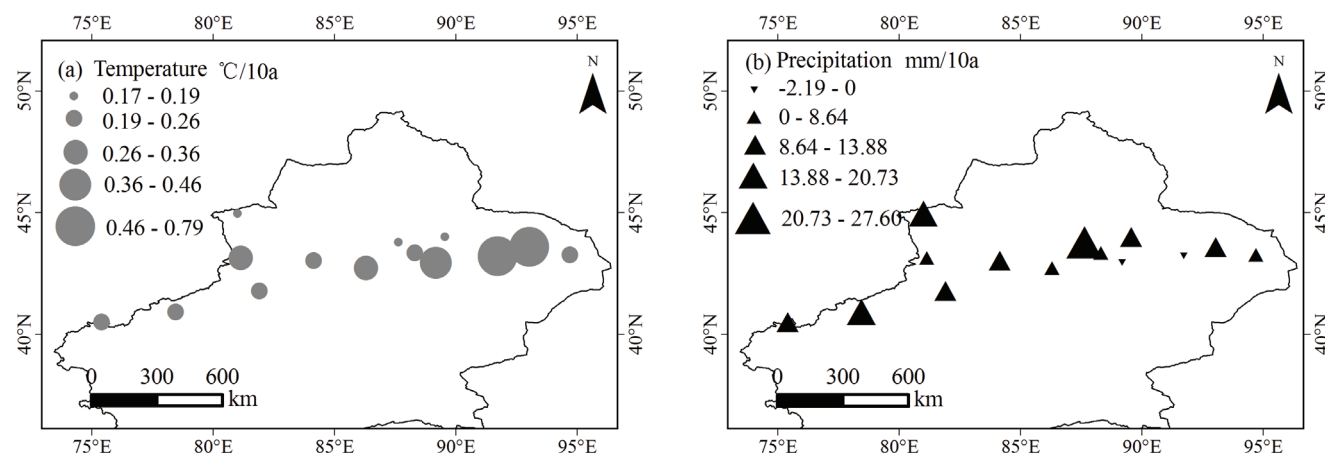 75°E 80°E 85°E 90°E 95°E
(a) Temperature ℃/10a
0.17 - 0.19
0.19 - 0.26
0.26 - 0.36
0.36 - 0.46
0.46 - 0.79
N
50°N 50°N
45°N 45°N
40°N 40°N
0 300 600
km
75°E 80°E 85°E 90°E 95°E
75°E 80°E 85°E 90°E 95°E
(b) Precipitation mm/10a
-2.19 - 0
0 - 8.64
8.64 - 13.88
13.88 - 20.73
20.73 - 27.60
N
50°N 50°N
45°N 45°N
40°N 40°N
0 300 600
km
75°E 80°E 85°E 90°E 95°E